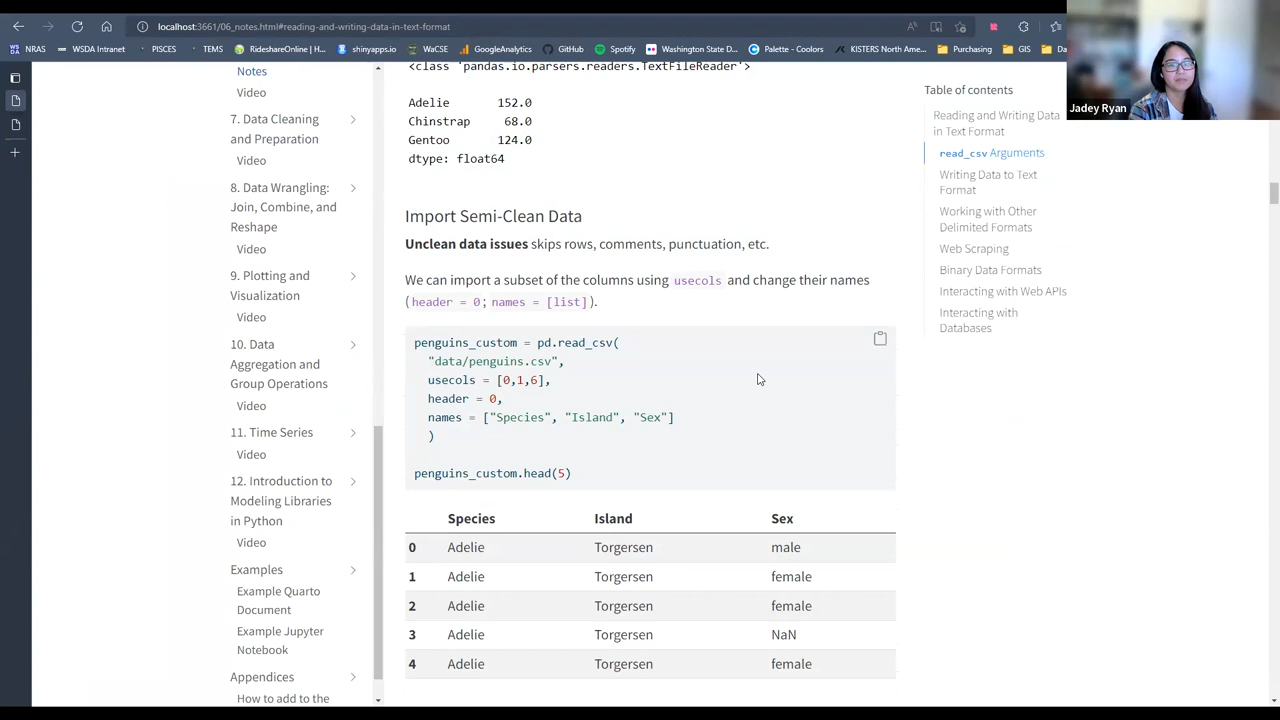 localhost:3661/06_notes.html#reading-and-writing-data-in-text-format
NRAS
WSDA Intranet
PISCES
TEMS
RideshareOnline | H...
shinyapps.io
WaCSE
GoogleAnalytics
GitHub
Spotify
Washington State D...
Palette - Coolors
KISTERS North Ame...
Purchasing
GIS
Da
Jadey Ryan
Notes
Video
7. Data Cleaning
and Preparation
Video
8. Data Wrangling:
Join, Combine, and
Reshape
Video
9. Plotting and
Visualization
Video
10. Data
Aggregation and
Group Operations
Video
11. Time Series
Video
12. Introduction to
Modeling Libraries
in Python
Video
Examples
Example Quarto
Document
Example Jupyter
Notebook
Appendices
How to add to the
<class 'pandas.io.parsers.readers.TextFileReader'>
Adelie 152.0
Chinstrap 68.0
Gentoo 124.0
dtype: float64
Import Semi-Clean Data
Unclean data issues skips rows, comments, punctuation, etc.
We can import a subset of the columns using usecols and change their names
(header = 0; names = [list]).
penguins_custom = pd.read_csv(
"data/penguins.csv",
usecols = [0,1,6],
header = 0,
names = ["Species", "Island", "Sex"]
)
penguins_custom.head(5)
Species Island Sex
0 Adelie Torgersen male
1 Adelie Torgersen female
2 Adelie Torgersen female
3 Adelie Torgersen NaN
4 Adelie Torgersen female
Table of contents
Reading and Writing Data
in Text Format
read_csv Arguments
Writing Data to Text
Format
Working with Other
Delimited Formats
Web Scraping
Binary Data Formats
Interacting with Web APIs
Interacting with
Databases